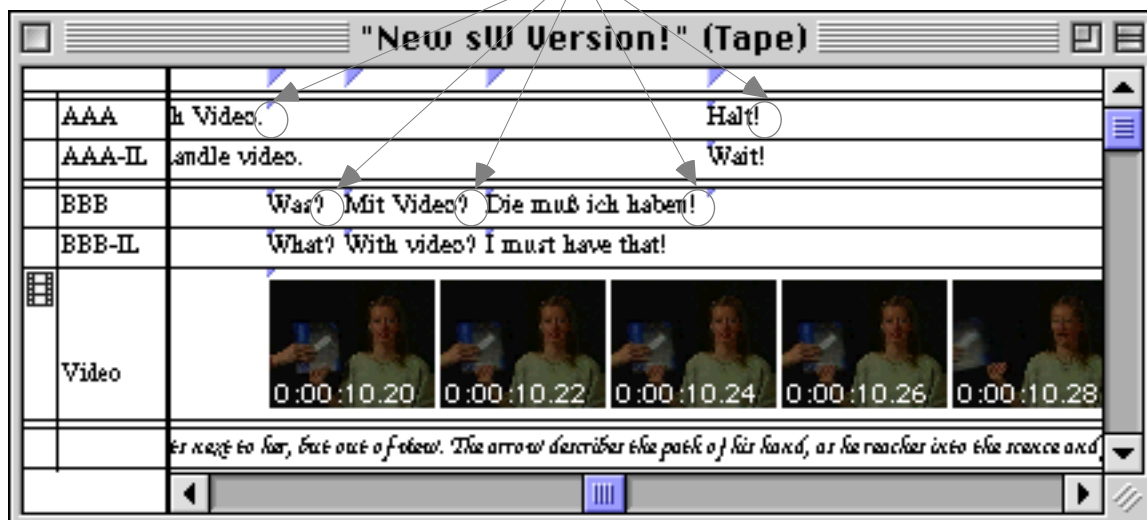 "New sW Version!" (Tape)
AAA h Video. Halt!
AAA-IL andle video. Wait!
BBB Was? Mit Video? Die muß ich haben!
BBB-IL What? With video? I must have that!
Video 0:00:10.20 0:00:10.22 0:00:10.24 0:00:10.26 0:00:10.28
ts next to her, but out of view. The arrow describes the path of his hand, as he reaches into the scence and